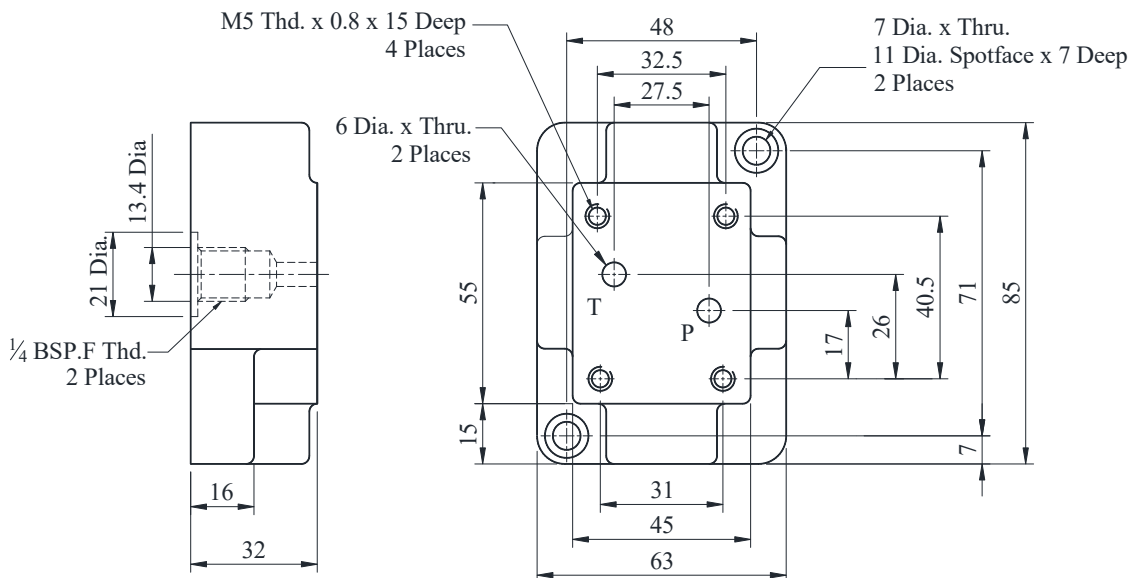 M5 Thd. x 0.8 x 15 Deep
4 Places
48
7 Dia. x Thru.
11 Dia. Spotface x 7 Deep
2 Places
32.5
27.5
6 Dia. x Thru.
2 Places
13.4 Dia
21 Dia.
55
T
P
17
26
40.5
71
85
¼ BSP.F Thd.
2 Places
15
7
16
31
32
45
63